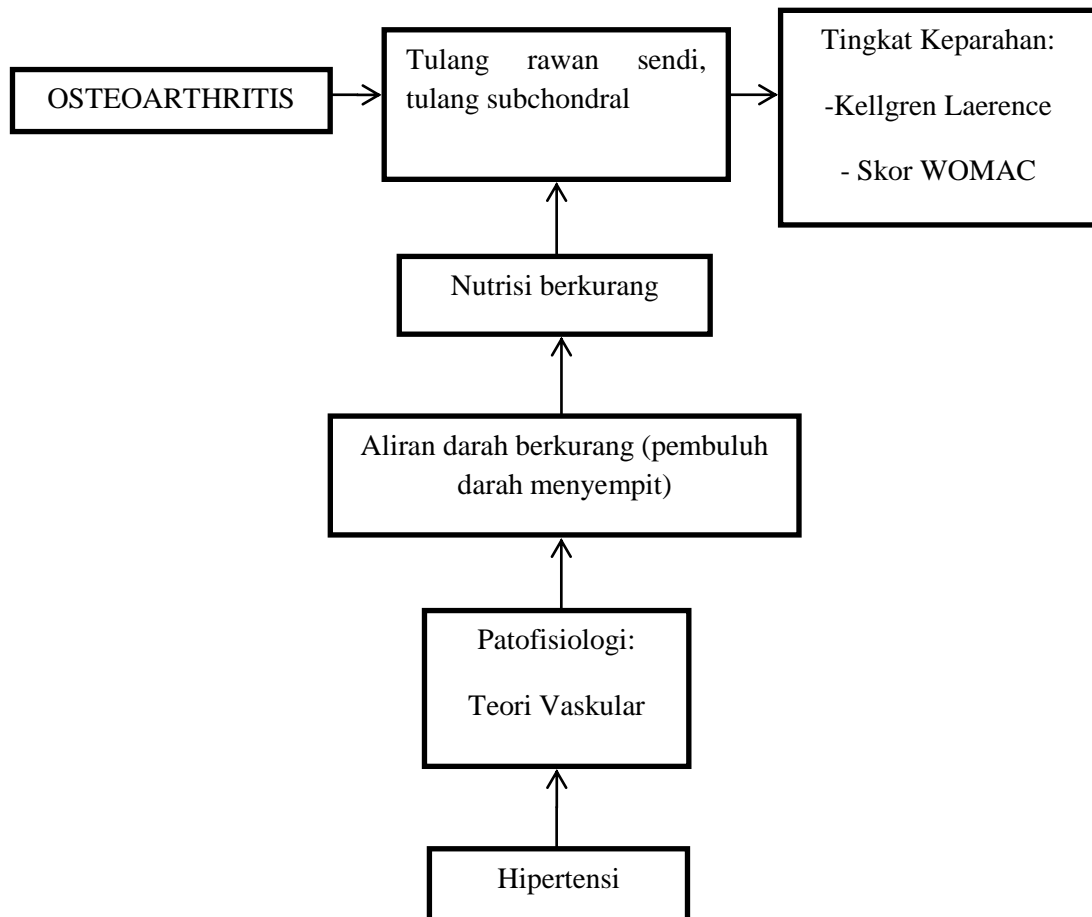 OSTEOARTHRITIS
Tulang rawan sendi,
tulang subchondral
Tingkat Keparahan:
-Kellgren Laerence
- Skor WOMAC
Nutrisi berkurang
Aliran darah berkurang (pembuluh
darah menyempit)
Patofisiologi:
Teori Vaskular
Hipertensi